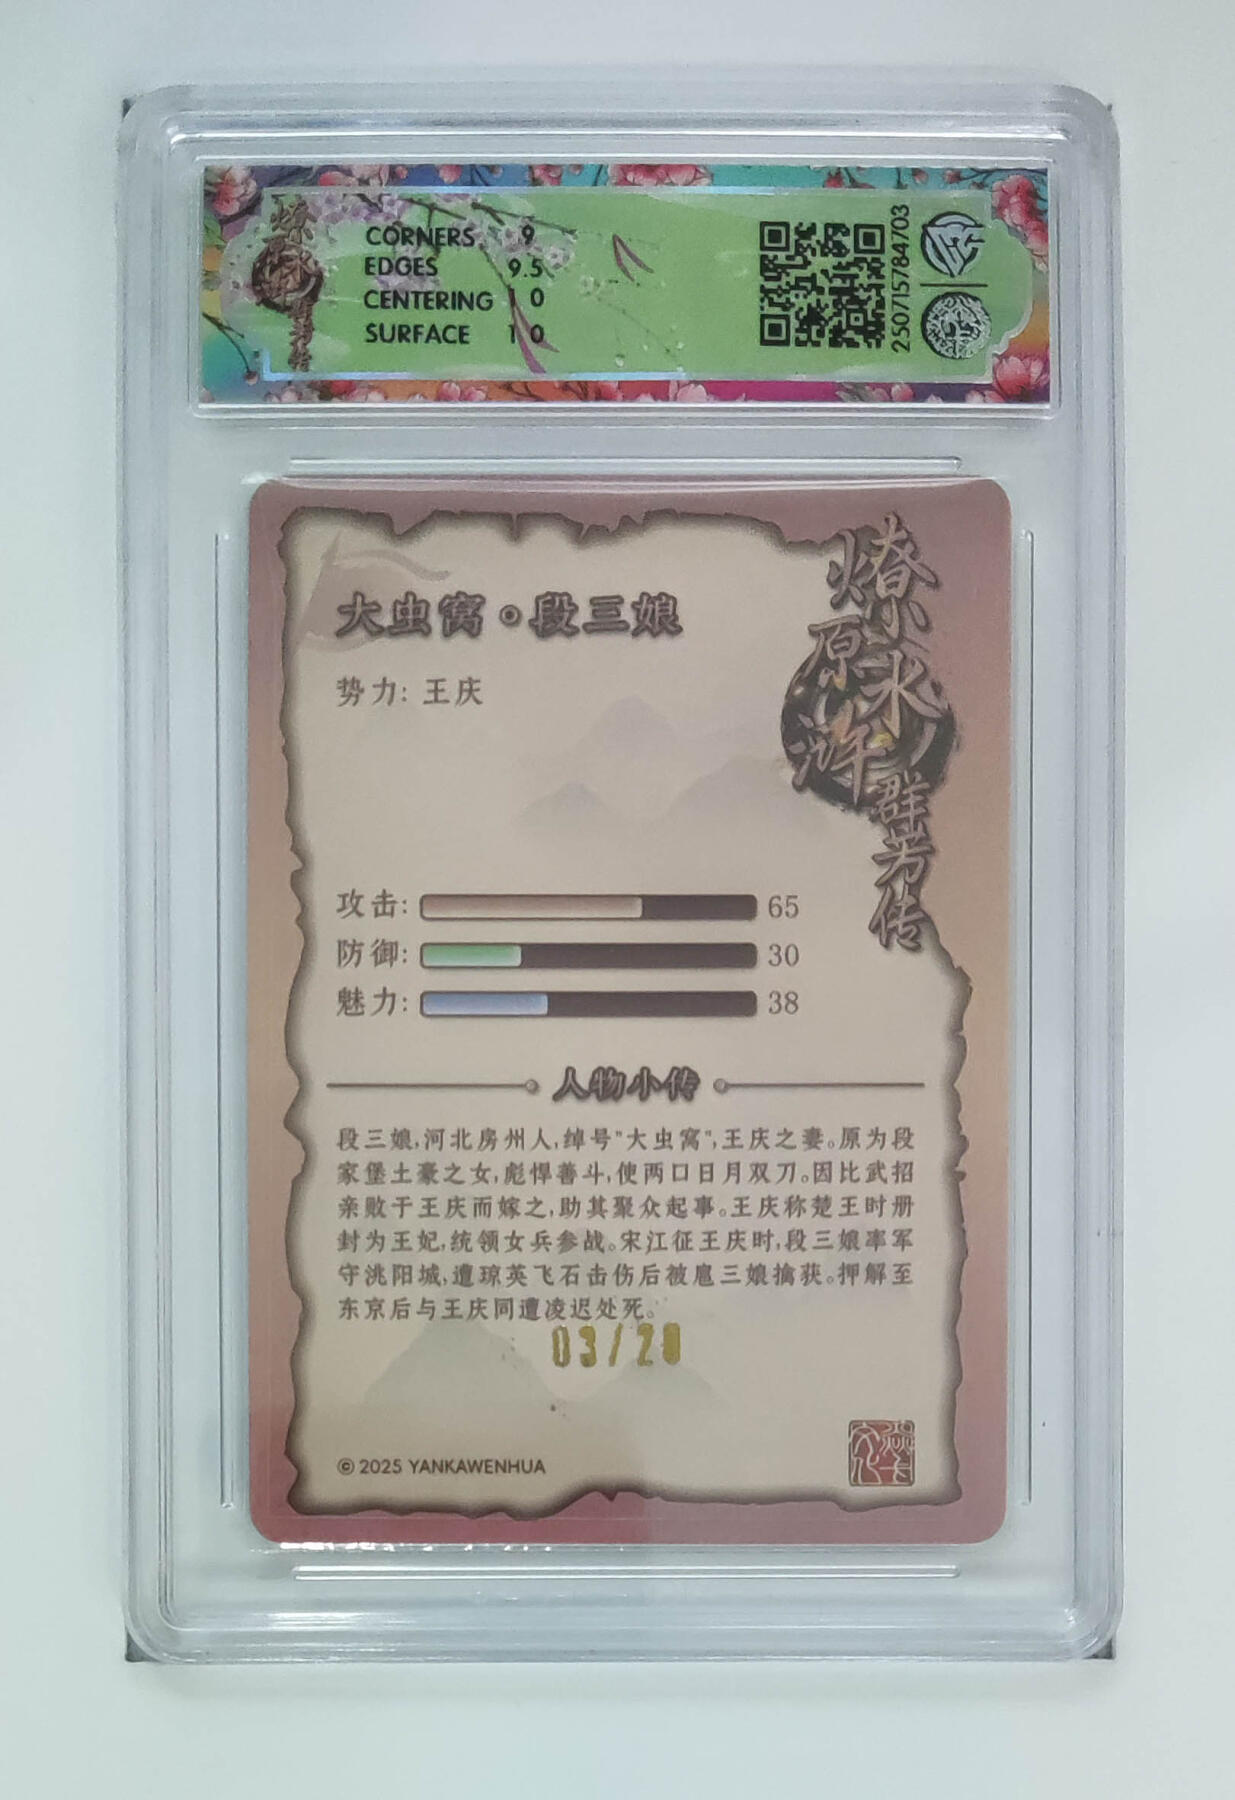 CORNERS 9
EDGES 9.5
CENTERING 10
SURFACE 10
250715784703
燎原
水浒
群芳传
大虫窝·段三娘
势力: 王庆
攻击: 65
防御: 30
魅力: 38
人物小传
段三娘,河北房州人,绰号"大虫窝",王庆之妻。原为段
家堡土豪之女,彪悍善斗,使两口日月双刀。因比武招
亲败于王庆而嫁之,助其聚众起事。王庆称楚王时册
封为王妃,统领女兵参战。宋江征王庆时,段三娘率军
守洮阳城,遭琼英飞石击伤后被扈三娘擒获。押解至
东京后与王庆同遭凌迟处死。
03/20
© 2025 YANKAWENHUA